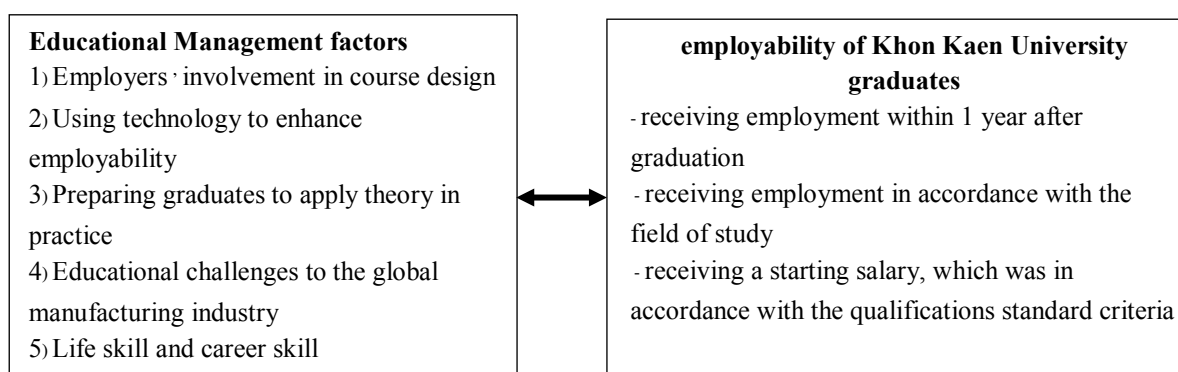 Educational Management factors
1) Employers' involvement in course design
2) Using technology to enhance
employability
3) Preparing graduates to apply theory in
practice
4) Educational challenges to the global
manufacturing industry
5) Life skill and career skill
employability of Khon Kaen University
graduates
- receiving employment within 1 year after
graduation
- receiving employment in accordance with the
field of study
- receiving a starting salary, which was in
accordance with the qualifications standard criteria